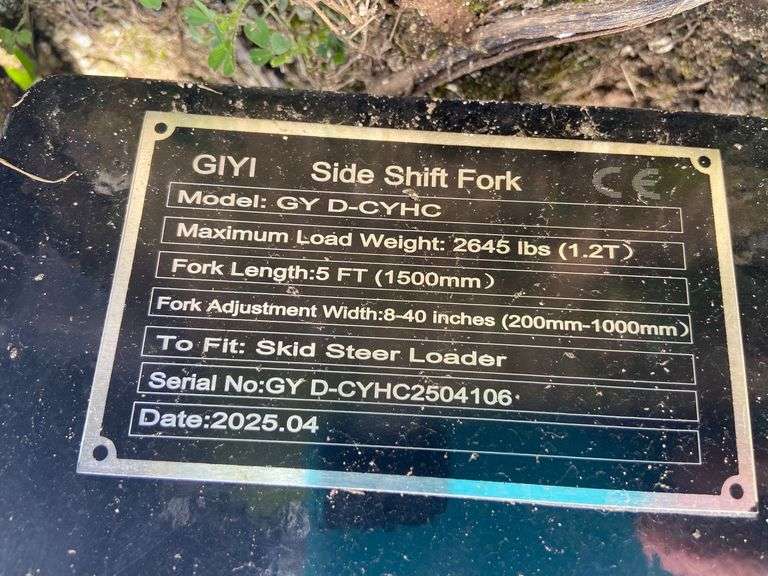 GIYI Side Shift Fork CE
Model: GY D-CYHC
Maximum Load Weight: 2645 lbs (1.2T)
Fork Length:5 FT (1500mm)
Fork Adjustment Width:8-40 inches (200mm-1000mm)
To Fit: Skid Steer Loader
Serial No:GY D-CYHC2504106
Date:2025.04